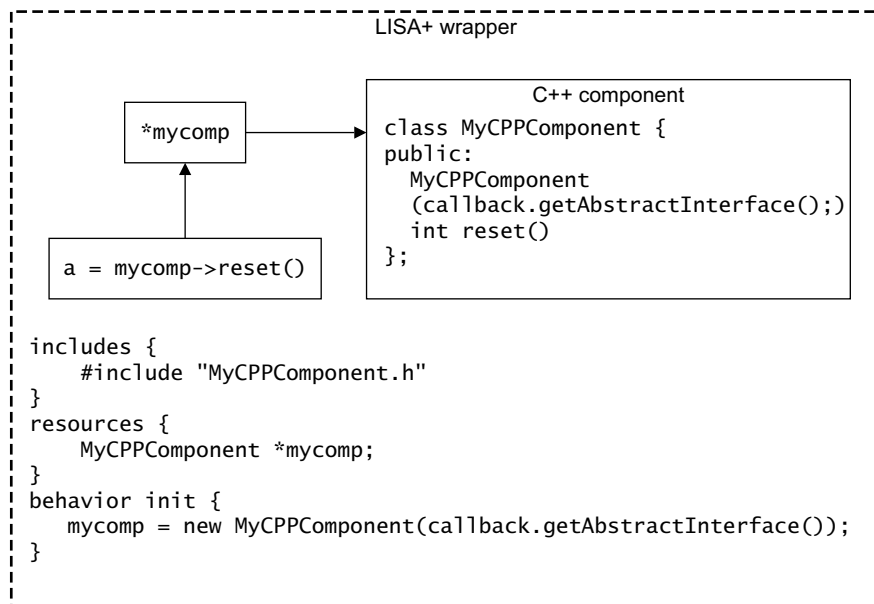 LISA+ wrapper
*mycomp
a = mycomp->reset()
C++ component
class MyCPPComponent {
public:
  MyCPPComponent
  (callback.getAbstractInterface();)
  int reset()
};
includes {
    #include "MyCPPComponent.h"
}
resources {
    MyCPPComponent *mycomp;
}
behavior init {
   mycomp = new MyCPPComponent(callback.getAbstractInterface());
}